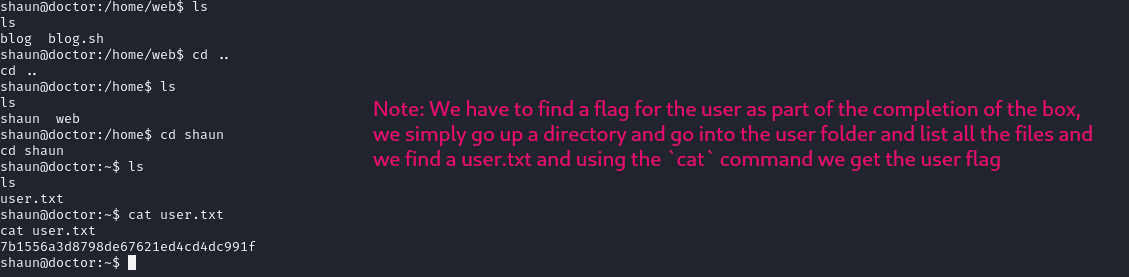 shaun@doctor:/home/web$ ls
ls
blog  blog.sh
shaun@doctor:/home/web$ cd ..
cd ..
shaun@doctor:/home$ ls
ls
shaun  web
shaun@doctor:/home$ cd shaun
cd shaun
shaun@doctor:~$ ls
ls
user.txt
shaun@doctor:~$ cat user.txt
cat user.txt
7b1556a3d8798de67621ed4cd4dc991f
shaun@doctor:~$
Note: We have to find a flag for the user as part of the completion of the box,
we simply go up a directory and go into the user folder and list all the files and
we find a user.txt and using the `cat` command we get the user flag